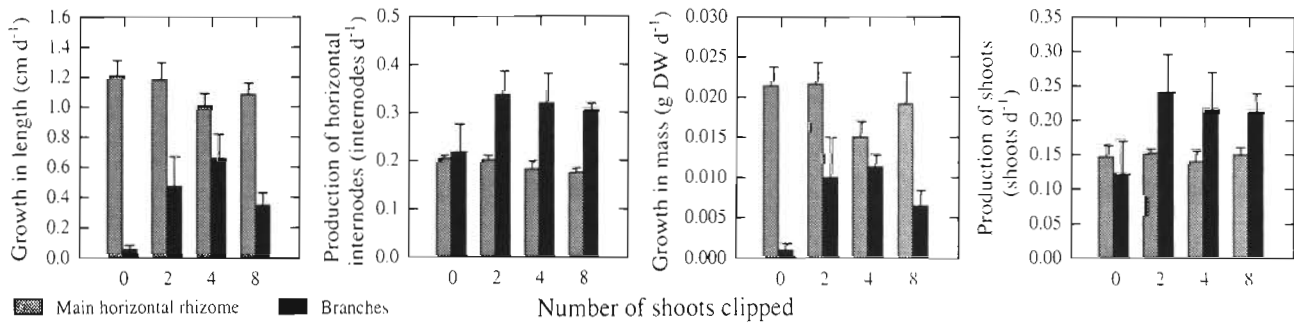 Growth in length (cm d⁻¹)
1.6
1.4
1.2
1.0
0.8
0.6
0.4
0.2
0.0
0 2 4 8
Production of horizontal
internodes (internodes d⁻¹)
0.5
0.4
0.3
0.2
0.1
0.0
0 2 4 8
Growth in mass (g DW d⁻¹)
0.030
0.025
0.020
0.015
0.010
0.005
0.000
0 2 4 8
Production of shoots
(shoots d⁻¹)
0.35
0.30
0.25
0.20
0.15
0.10
0.05
0.00
0 2 4 8
Main horizontal rhizome
Branches
Number of shoots clipped